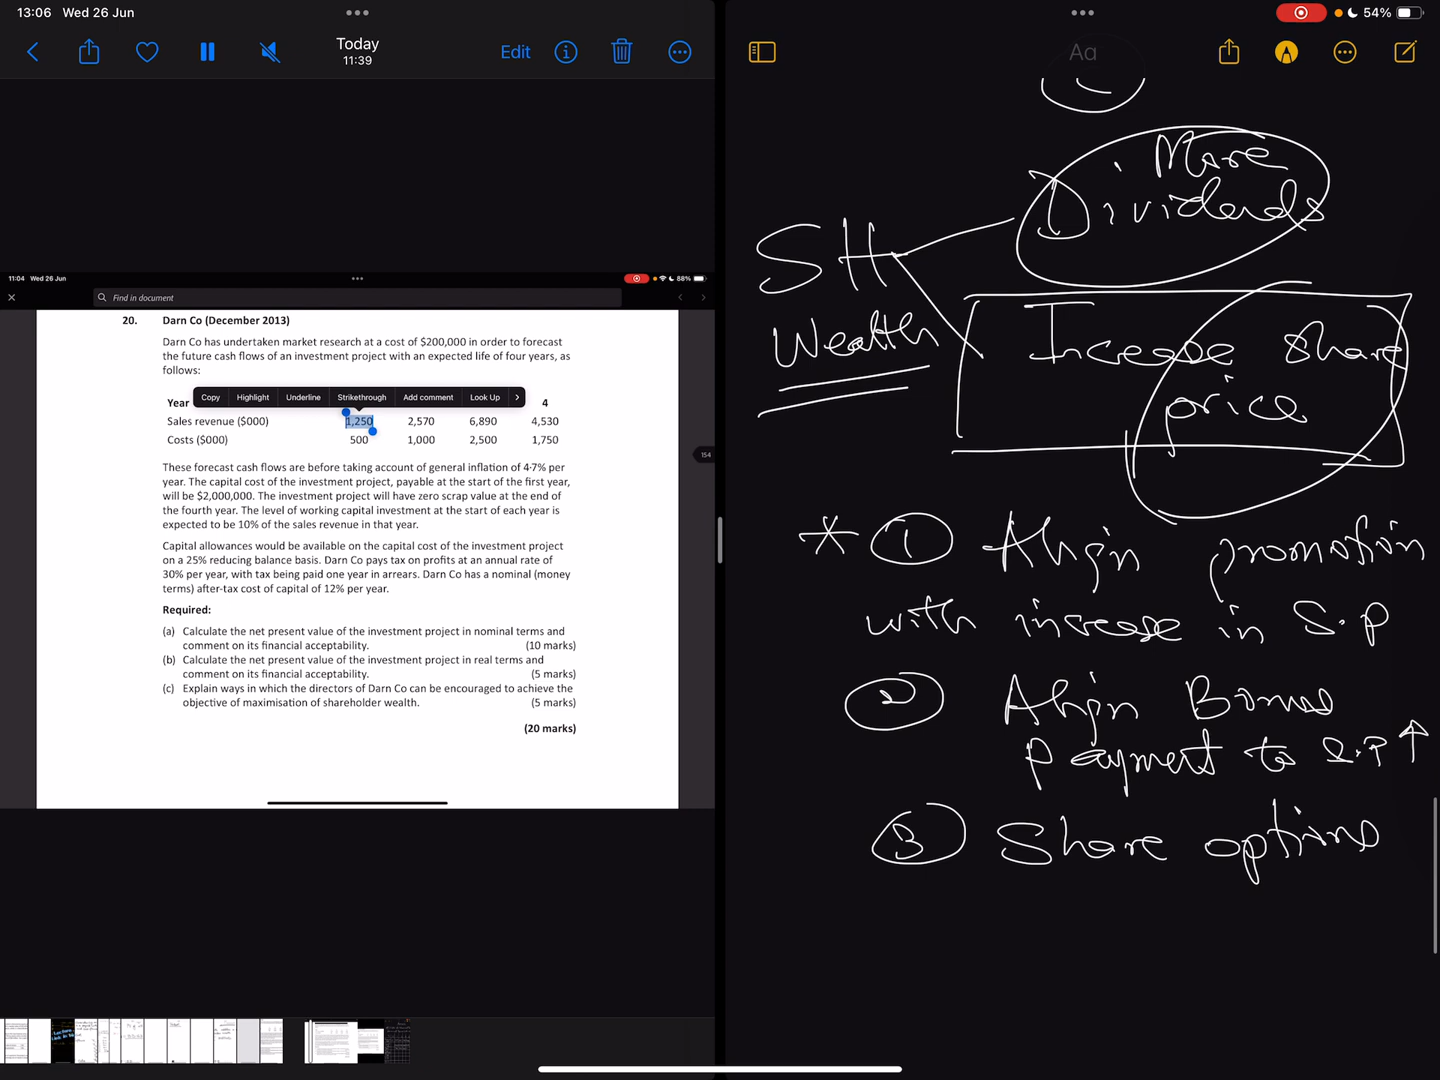 13:06 Wed 26 Jun
54%
Today
11:39
Edit
Aa
11:04 Wed 26 Jun
88%
Find in document
20. Darn Co (December 2013)
Darn Co has undertaken market research at a cost of $200,000 in order to forecast
the future cash flows of an investment project with an expected life of four years, as
follows:
Copy Highlight Underline Strikethrough Add comment Look Up
Year 4
Sales revenue ($000) 1,250 2,570 6,890 4,530
Costs ($000) 500 1,000 2,500 1,750
154
These forecast cash flows are before taking account of general inflation of 4·7% per
year. The capital cost of the investment project, payable at the start of the first year,
will be $2,000,000. The investment project will have zero scrap value at the end of
the fourth year. The level of working capital investment at the start of each year is
expected to be 10% of the sales revenue in that year.
Capital allowances would be available on the capital cost of the investment project
on a 25% reducing balance basis. Darn Co pays tax on profits at an annual rate of
30% per year, with tax being paid one year in arrears. Darn Co has a nominal (money
terms) after-tax cost of capital of 12% per year.
Required:
(a) Calculate the net present value of the investment project in nominal terms and
comment on its financial acceptability. (10 marks)
(b) Calculate the net present value of the investment project in real terms and
comment on its financial acceptability. (5 marks)
(c) Explain ways in which the directors of Darn Co can be encouraged to achieve the
objective of maximisation of shareholder wealth. (5 marks)
(20 marks)
More
Dividends
SH
Wealth
Increase Share
price
* 1 Align promotion
with increase in S.P
2 Align Bonus
payment to S.P ↑
3 Share options